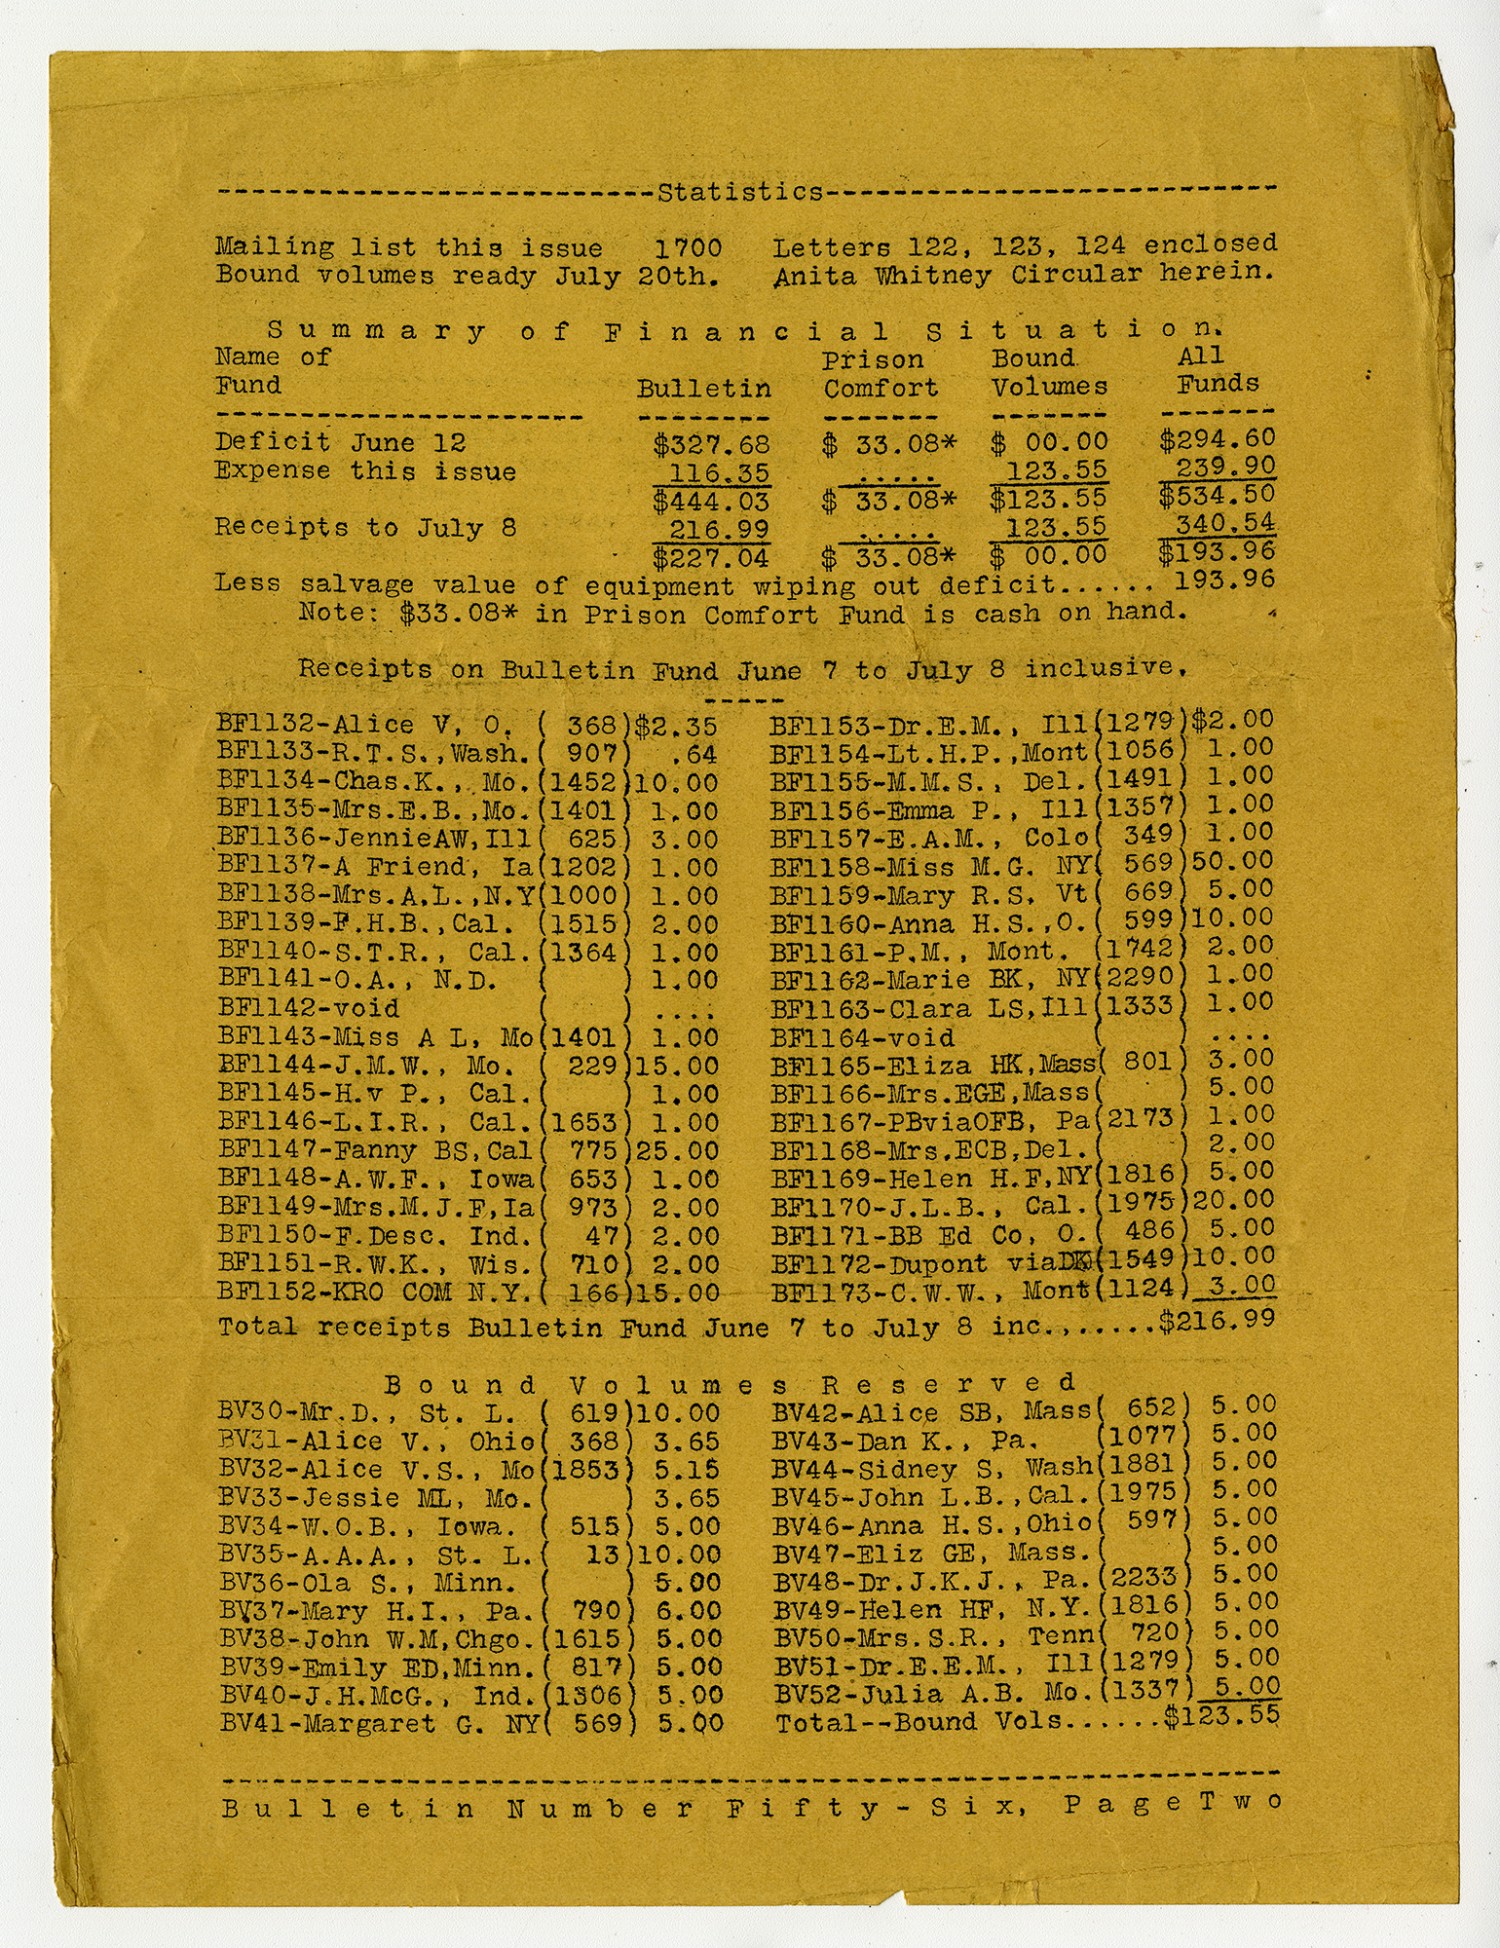 --------------------------Statistics---------------------------
Mailing list this issue 1700 Letters 122, 123, 124 enclosed
Bound volumes ready July 20th. Anita Whitney Circular herein.
S u m m a r y o f F i n a n c i a l S i t u a t i o n.
Name of Prison Bound All
Fund Bulletin Comfort Volumes Funds
---------------------- -------- ------- ------- -------
Deficit June 12 $327.68 $ 33.08* $ 00.00 $294.60
Expense this issue 116.35 ..... 123.55 239.90
$444.03 $ 33.08* $123.55 $534.50
Receipts to July 8 216.99 ..... 123.55 340.54
$227.04 $ 33.08* $ 00.00 $193.96
Less salvage value of equipment wiping out deficit...... 193.96
Note: $33.08* in Prison Comfort Fund is cash on hand.
Receipts on Bulletin Fund June 7 to July 8 inclusive.
-----
BF1132-Alice V, O. ( 368)$2.35 BF1153-Dr.E.M., Ill(1279)$2.00
BF1133-R.T.S.,Wash.( 907) .64 BF1154-Lt.H.P.,Mont(1056) 1.00
BF1134-Chas.K., Mo.(1452)10.00 BF1155-M.M.S., Del.(1491) 1.00
BF1135-Mrs.E.B.,Mo.(1401) 1.00 BF1156-Emma P., Ill(1357) 1.00
BF1136-JennieAW,Ill( 625) 3.00 BF1157-E.A.M., Colo( 349) 1.00
BF1137-A Friend, Ia(1202) 1.00 BF1158-Miss M.G. NY( 569)50.00
BF1138-Mrs.A.L.,N.Y(1000) 1.00 BF1159-Mary R.S. Vt( 669) 5.00
BF1139-F.H.B.,Cal. (1515) 2.00 BF1160-Anna H.S.,O.( 599)10.00
BF1140-S.T.R., Cal.(1364) 1.00 BF1161-P.M., Mont. (1742) 2.00
BF1141-O.A., N.D. ( ) 1.00 BF1162-Marie BK, NY(2290) 1.00
BF1142-void ( ) .... BF1163-Clara LS,Ill(1333) 1.00
BF1143-Miss A L, Mo(1401) 1.00 BF1164-void ( ) ....
BF1144-J.M.W., Mo. ( 229)15.00 BF1165-Eliza HK,Mass( 801) 3.00
BF1145-H.v P., Cal.( ) 1.00 BF1166-Mrs.EGE,Mass( ) 5.00
BF1146-L.I.R., Cal.(1653) 1.00 BF1167-PBviaOFB, Pa(2173) 1.00
BF1147-Fanny BS,Cal( 775)25.00 BF1168-Mrs.ECB,Del.( ) 2.00
BF1148-A.W.F., Iowa( 653) 1.00 BF1169-Helen H.F,NY(1816) 5.00
BF1149-Mrs.M.J.F,Ia( 973) 2.00 BF1170-J.L.B., Cal.(1975)20.00
BF1150-F.Desc. Ind.( 47) 2.00 BF1171-BB Ed Co, O.( 486) 5.00
BF1151-R.W.K., Wis.( 710) 2.00 BF1172-Dupont via(1549)10.00
BF1152-KRO COM N.Y.( 166)15.00 BF1173-C.W.W., Mont(1124) 3.00
Total receipts Bulletin Fund June 7 to July 8 inc.,......$216.99
B o u n d V o l u m e s R e s e r v e d
BV30-Mr.D., St. L. ( 619)10.00 BV42-Alice SB, Mass( 652) 5.00
BV31-Alice V., Ohio( 368) 3.65 BV43-Dan K., Pa. (1077) 5.00
BV32-Alice V.S., Mo(1853) 5.15 BV44-Sidney S, Wash(1881) 5.00
BV33-Jessie ML, Mo.( ) 3.65 BV45-John L.B.,Cal.(1975) 5.00
BV34-W.O.B., Iowa. ( 515) 5.00 BV46-Anna H.S.,Ohio( 597) 5.00
BV35-A.A.A., St. L.( 13)10.00 BV47-Eliz GE, Mass.( ) 5.00
BV36-Ola S., Minn. ( ) 5.00 BV48-Dr.J.K.J., Pa.(2233) 5.00
BV37-Mary H.I., Pa.( 790) 6.00 BV49-Helen HF, N.Y.(1816) 5.00
BV38-John W.M,Chgo.(1615) 5.00 BV50-Mrs.S.R., Tenn( 720) 5.00
BV39-Emily ED,Minn.( 817) 5.00 BV51-Dr.E.E.M., Ill(1279) 5.00
BV40-J.H.McG., Ind.(1306) 5.00 BV52-Julia A.B. Mo.(1337) 5.00
BV41-Margaret G. NY( 569) 5.00 Total--Bound Vols......$123.55
---------------------------------------------------------------
B u l l e t i n N u m b e r F i f t y - S i x, P a g e T w o